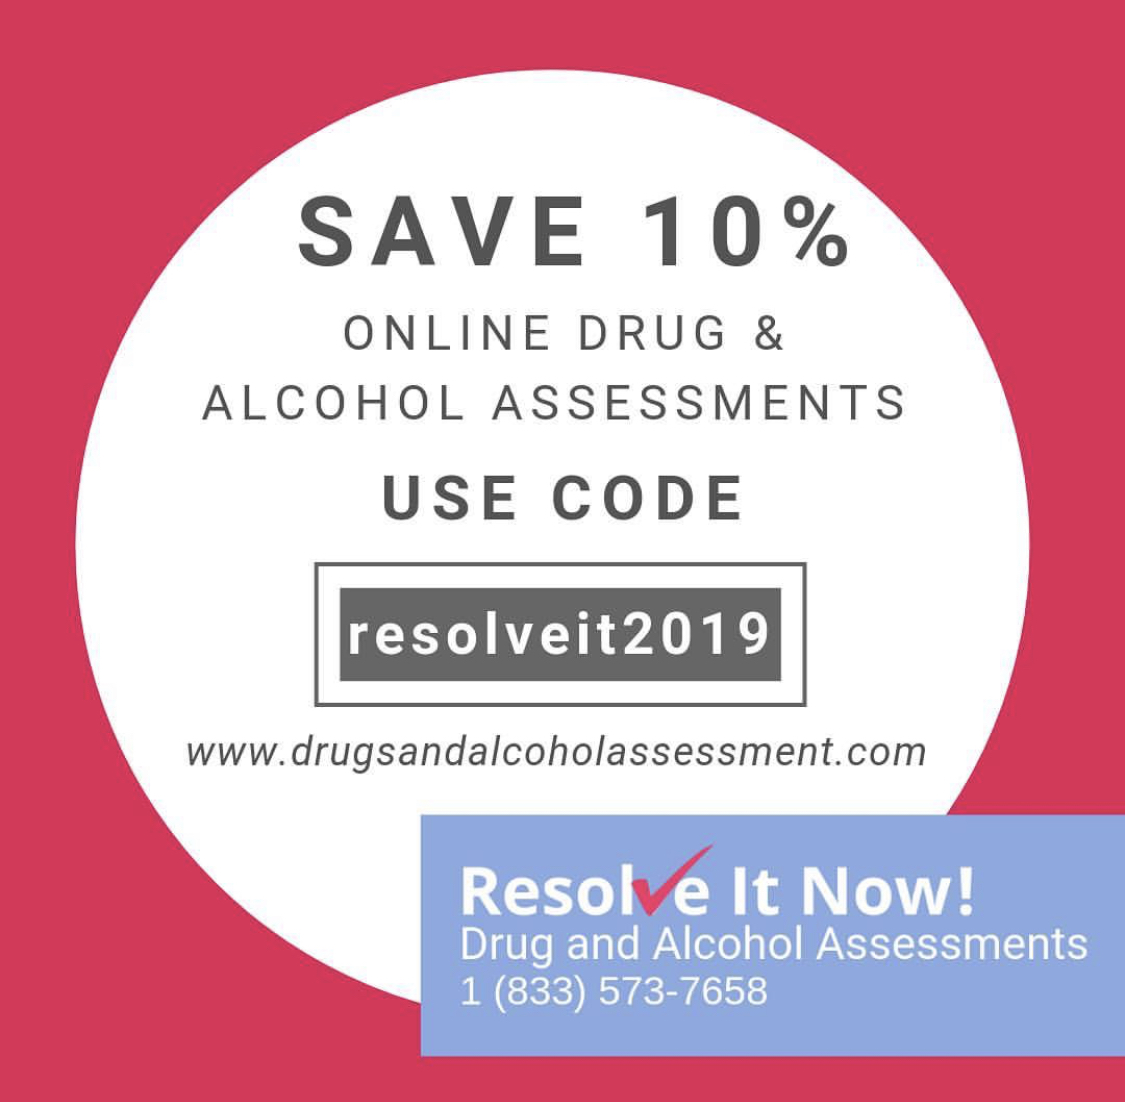 SAVE 10%
ONLINE DRUG &
ALCOHOL ASSESSMENTS
USE CODE
resolveit2019
www.drugsandalcoholassessment.com
Resolve It Now!
Drug and Alcohol Assessments
1 (833) 573-7658